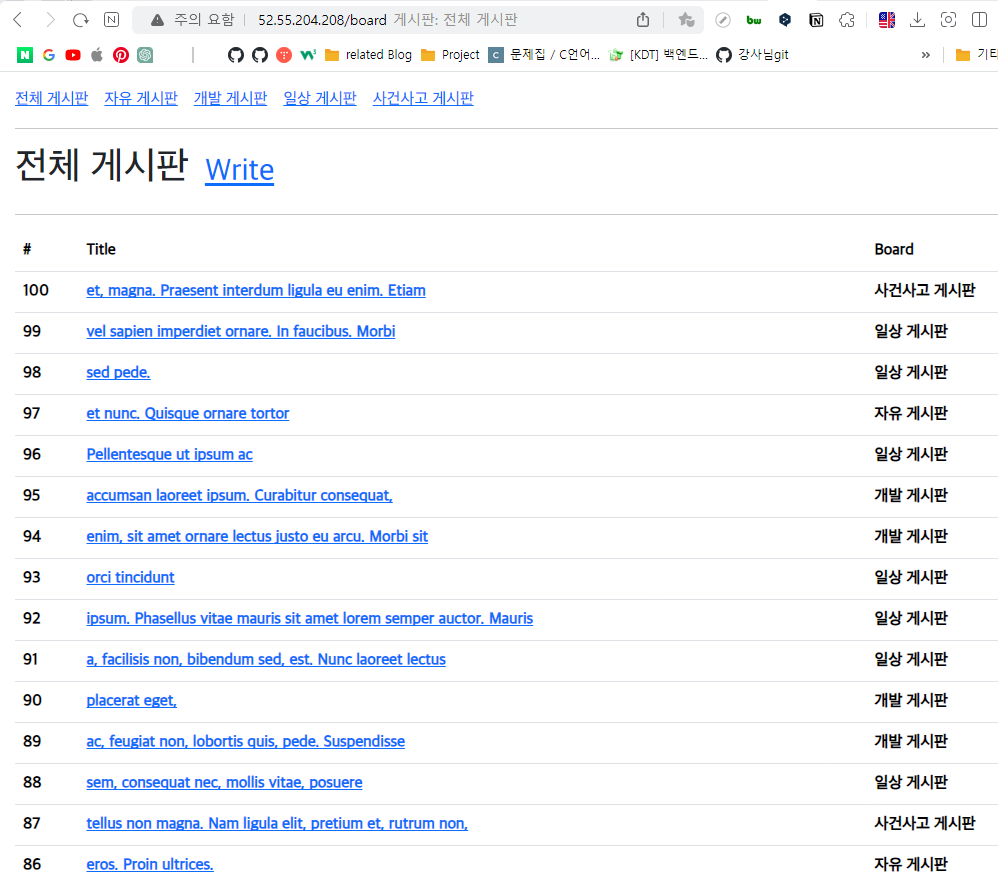 주의 요함 52.55.204.208/board 게시판: 전체 게시판
related Blog Project 문제집 / C언어... [KDT] 백엔드... 강사님git » 기타
전체 게시판 자유 게시판 개발 게시판 일상 게시판 사건사고 게시판
전체 게시판 Write
# Title Board
100 et, magna. Praesent interdum ligula eu enim. Etiam 사건사고 게시판
99 vel sapien imperdiet ornare. In faucibus. Morbi 일상 게시판
98 sed pede. 일상 게시판
97 et nunc. Quisque ornare tortor 자유 게시판
96 Pellentesque ut ipsum ac 일상 게시판
95 accumsan laoreet ipsum. Curabitur consequat, 개발 게시판
94 enim, sit amet ornare lectus justo eu arcu. Morbi sit 개발 게시판
93 orci tincidunt 일상 게시판
92 ipsum. Phasellus vitae mauris sit amet lorem semper auctor. Mauris 일상 게시판
91 a, facilisis non, bibendum sed, est. Nunc laoreet lectus 일상 게시판
90 placerat eget, 개발 게시판
89 ac, feugiat non, lobortis quis, pede. Suspendisse 개발 게시판
88 sem, consequat nec, mollis vitae, posuere 일상 게시판
87 tellus non magna. Nam ligula elit, pretium et, rutrum non, 사건사고 게시판
86 eros. Proin ultrices. 자유 게시판